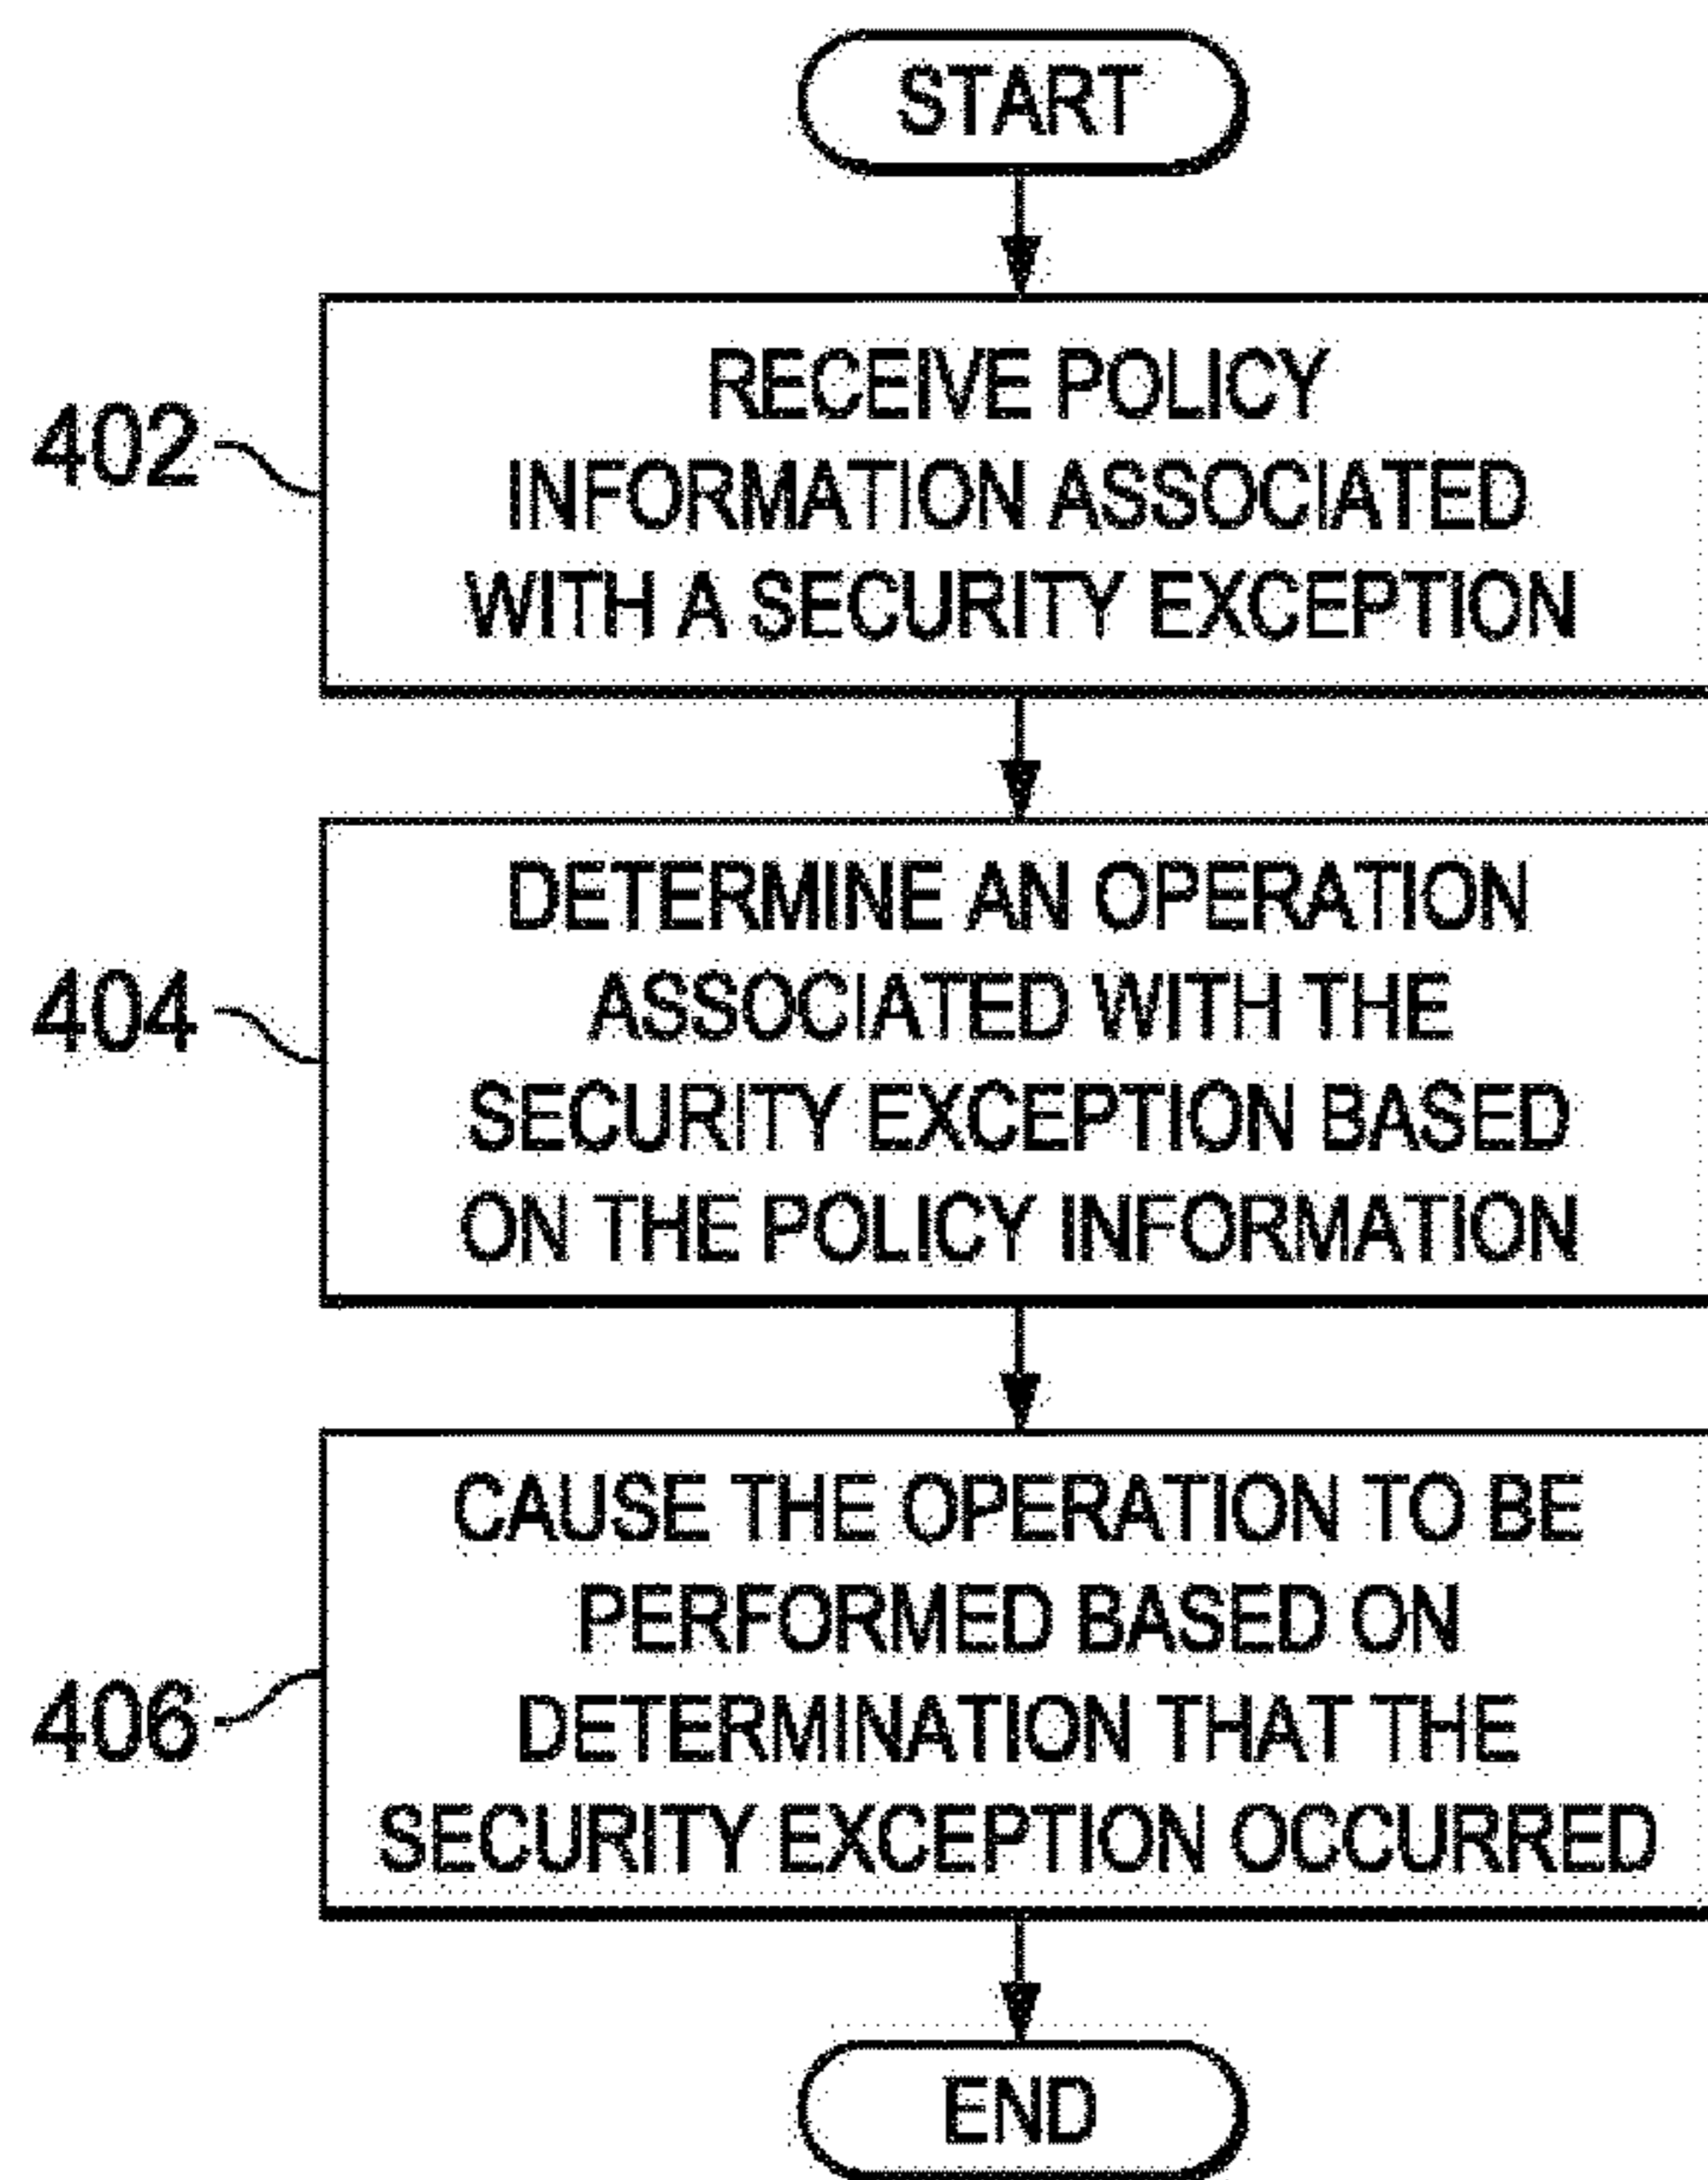 START
402
RECEIVE POLICY
INFORMATION ASSOCIATED
WITH A SECURITY EXCEPTION
404
DETERMINE AN OPERATION
ASSOCIATED WITH THE
SECURITY EXCEPTION BASED
ON THE POLICY INFORMATION
406
CAUSE THE OPERATION TO BE
PERFORMED BASED ON
DETERMINATION THAT THE
SECURITY EXCEPTION OCCURRED
END